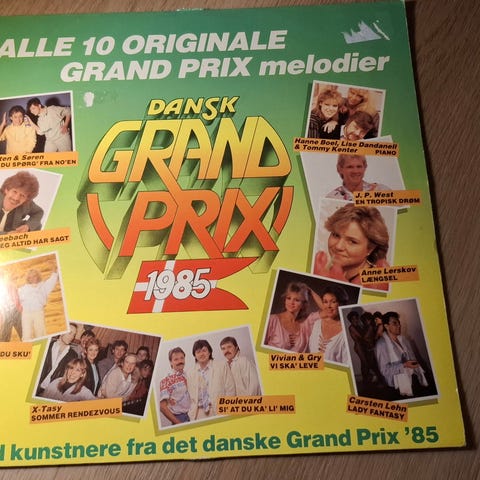 ALLE 10 ORIGINALE
GRAND PRIX melodier
DANSK
GRAND
PRIX
1985
& Søren
DU SPØRG' FRA NO'EN
Hanne Boel, Lise Dandanell
& Tommy Kenter PIANO
J. P. West
EN TROPISK DRØM
ALTID HAR SAGT
Anne Lerskov
LÆNGSEL
DU SKU'
Vivian & Gry
VI SKA' LEVE
X-Tasy
SOMMER RENDEZVOUS
Boulevard
SI' AT DU KA' LI' MIG
Carsten Lehn
LADY FANTASY
kunstnere fra det danske Grand Prix '85